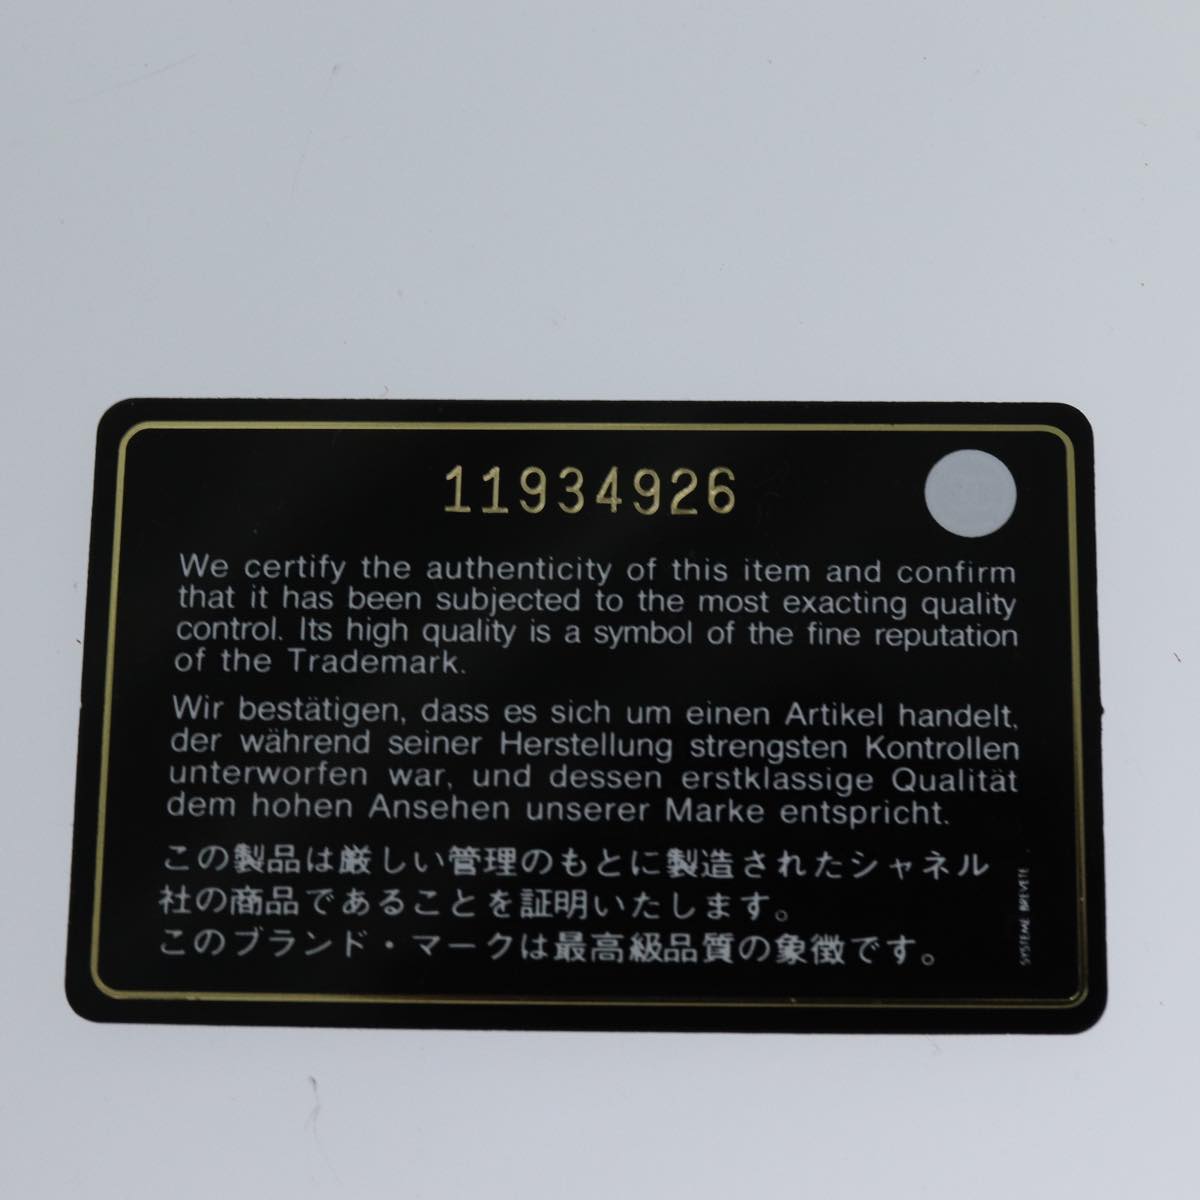 11934926
We certify the authenticity of this item and confirm
that it has been subjected to the most exacting quality
control. Its high quality is a symbol of the fine reputation
of the Trademark.
Wir bestätigen, dass es sich um einen Artikel handelt,
der während seiner Herstellung strengsten Kontrollen
unterworfen war, und dessen erstklassige Qualität
dem hohen Ansehen unserer Marke entspricht.
この製品は厳しい管理のもとに製造されたシャネル
社の商品であることを証明いたします。
このブランド・マークは最高級品質の象徴です。
SYSTEME BREVETE